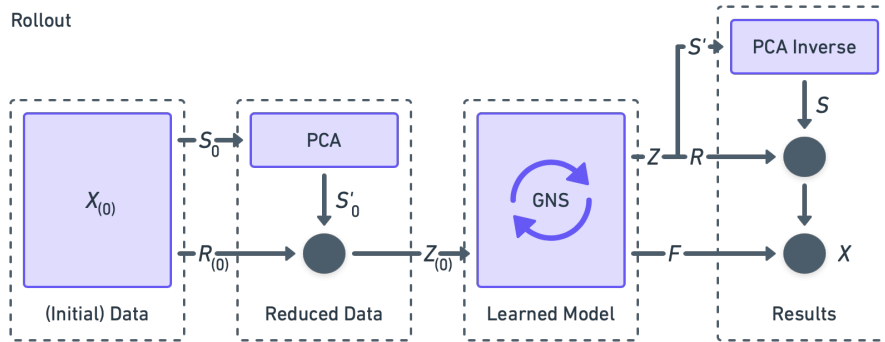 Rollout
S'
PCA Inverse
S
S₀
PCA
Z
R
X₍₀₎
S'₀
GNS
R₍₀₎
Z₍₀₎
F
X
(Initial) Data
Reduced Data
Learned Model
Results